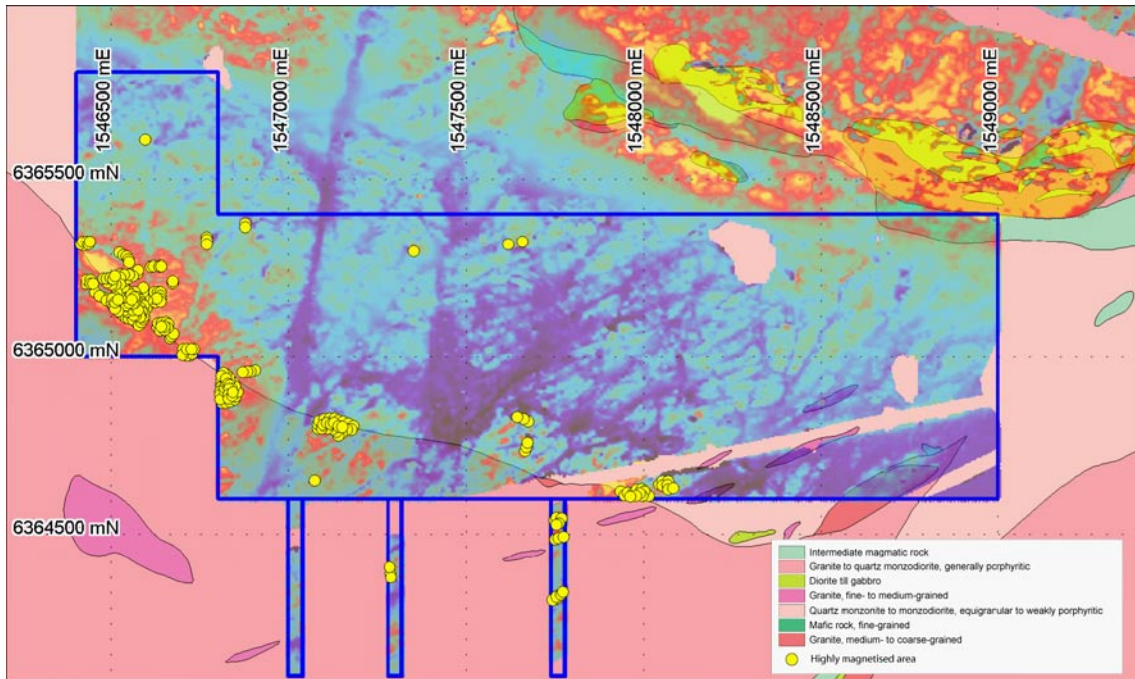 1546500 mE
1547000 mE
1547500 mE
1548000 mE
1548500 mE
1549000 mE
6365500 mN
6365000 mN
6364500 mN
Intermediate magmatic rock
Granite to quartz monzodiorite, generally pcrphyritic
Diorite till gabbro
Granite, fine- to medium-grained
Quartz monzonite to monzodiorite, equigranular to weakly porphyritic
Mafic rock, fine-grained
Granite, medium- to coarse-grained
Highly magnetised area